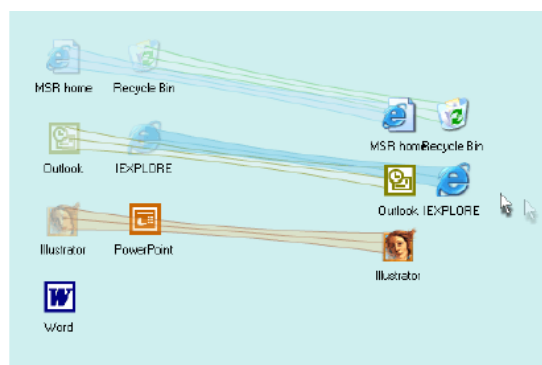 MSR home Recycle Bin
MSR home Recycle Bin
Outlook IEXPLORE
Outlook IEXPLORE
Illustrator PowerPoint
Illustrator
W
Word